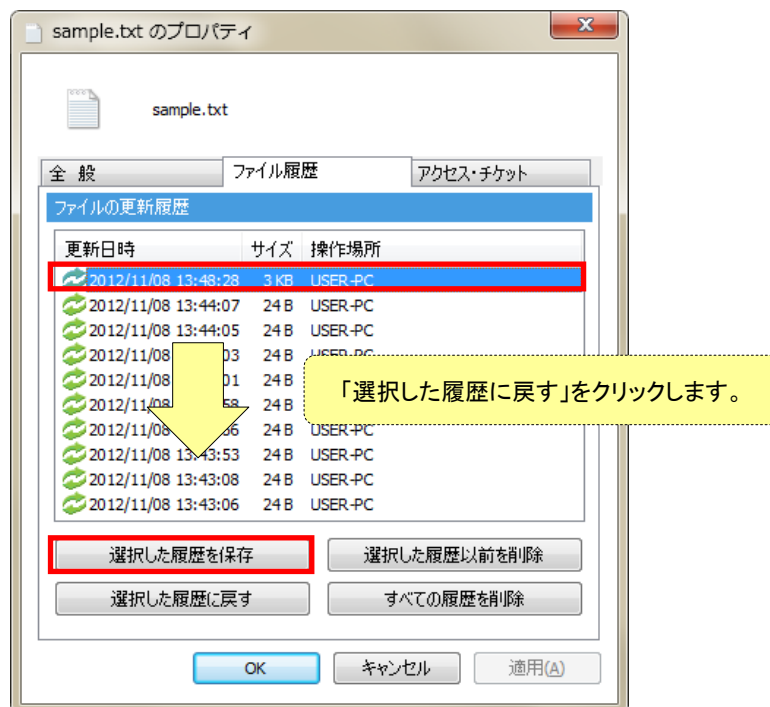 sample.txt のプロパティ
sample.txt
全 般 ファイル履歴 アクセス・チケット
ファイルの更新履歴
更新日時 サイズ 操作場所
2012/11/08 13:48:28 3 KB USER-PC
2012/11/08 13:44:07 24 B USER-PC
2012/11/08 13:44:05 24 B USER-PC
2012/11/08 03 24 B USER-PC
2012/11/08 01 24 B
「選択した履歴に戻す」をクリックします。
2012/11/08 58 24 B
2012/11/08 56 24 B USER-PC
2012/11/08 13:43:53 24 B USER-PC
2012/11/08 13:43:08 24 B USER-PC
2012/11/08 13:43:06 24 B USER-PC
選択した履歴を保存 選択した履歴以前を削除
選択した履歴に戻す すべての履歴を削除
OK キャンセル 適用(A)